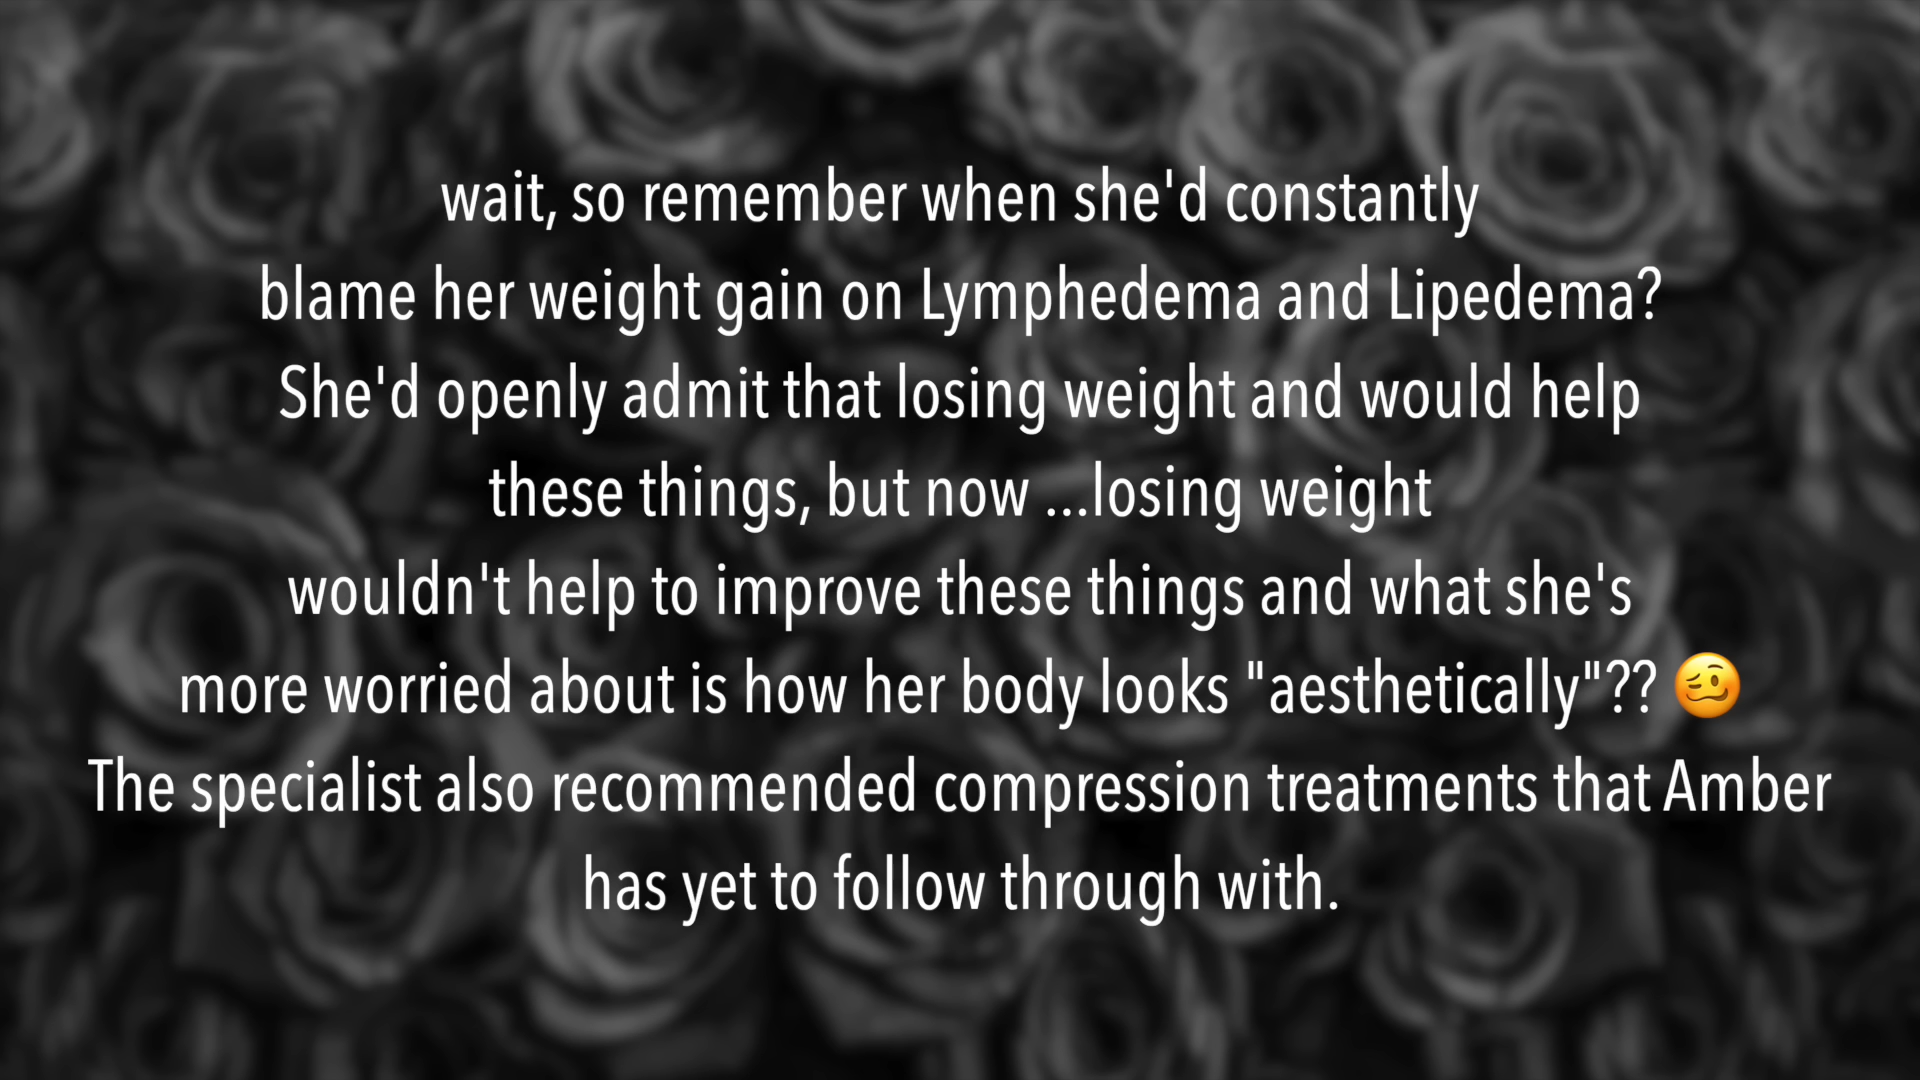 wait, so remember when she'd constantly
blame her weight gain on Lymphedema and Lipedema?
She'd openly admit that losing weight and would help
these things, but now ...losing weight
wouldn't help to improve these things and what she's
more worried about is how her body looks "aesthetically"?? 🥴
The specialist also recommended compression treatments that Amber
has yet to follow through with.